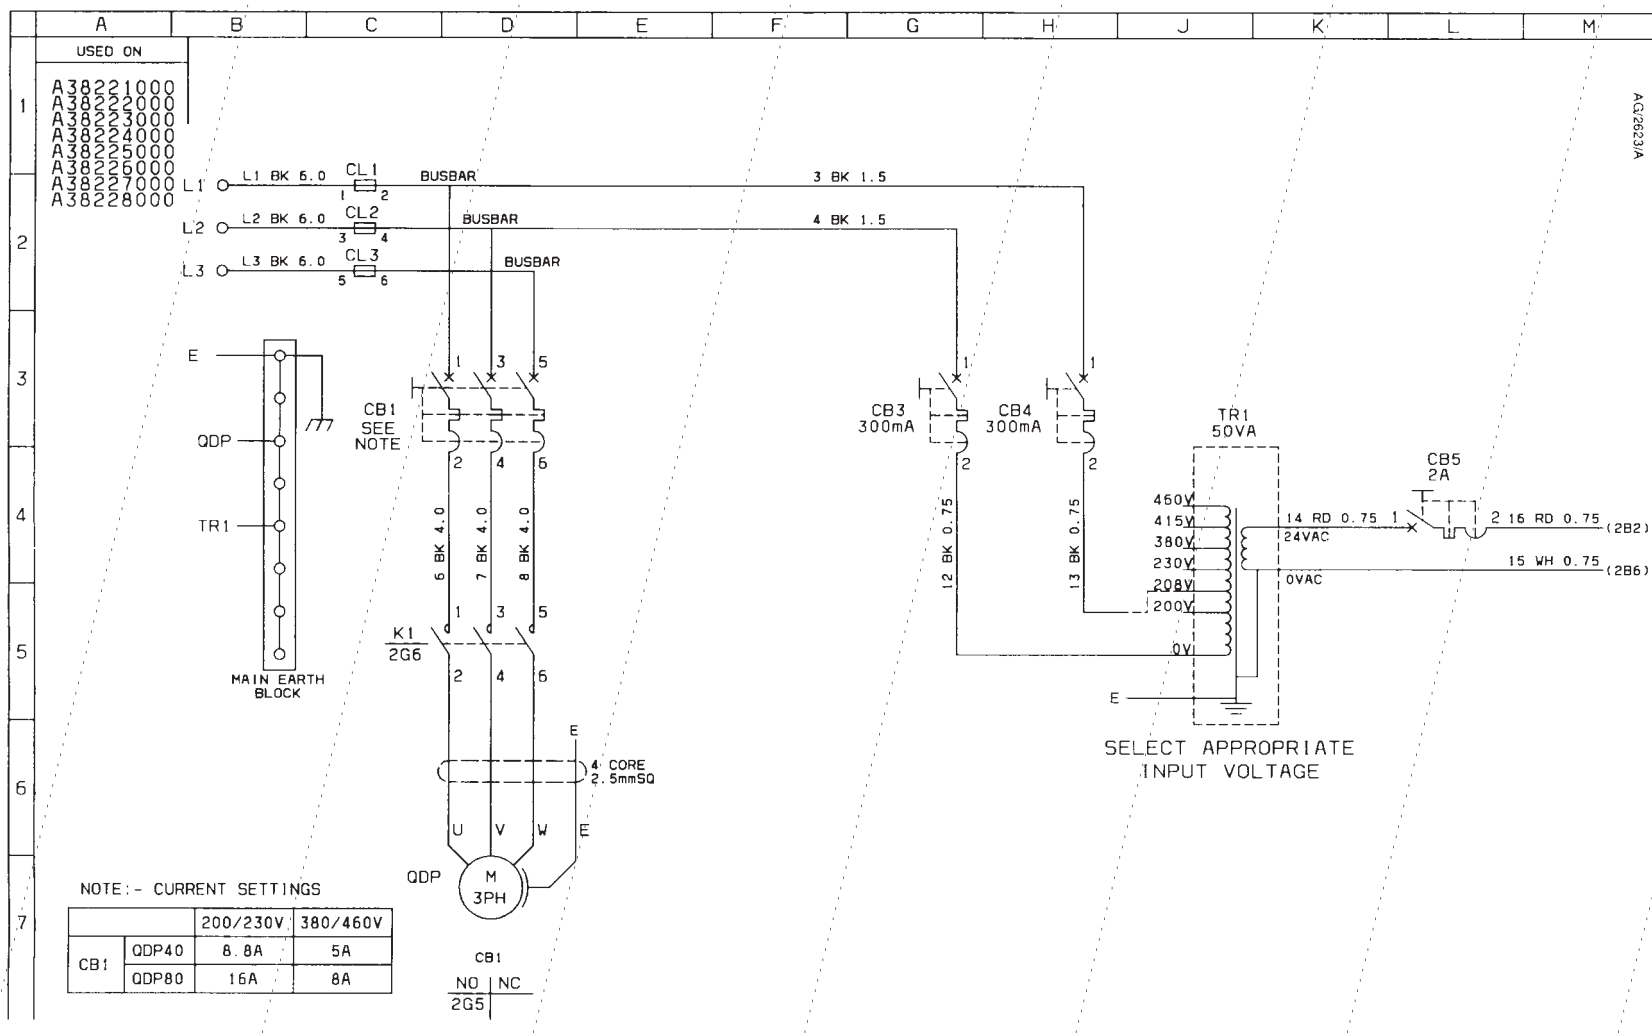 A B C D E F G H J K L M
USED ON
A38221000
A38222000
A38223000
A38224000
A38225000
A38226000
A38227000
A38228000
AG/2623/A
1
2
3
4
5
6
7
L1 L1 BK 6.0 CL1 BUSBAR 3 BK 1.5
1 2
L2 L2 BK 6.0 CL2 BUSBAR 4 BK 1.5
3 4
L3 L3 BK 6.0 CL3 BUSBAR
5 6
E
QDP
TR1
MAIN EARTH
BLOCK
1 3 5
CB1
SEE
NOTE
2 4 6
6 BK 4.0
7 BK 4.0
8 BK 4.0
1 3 5
K1
2G6
2 4 6
E
4 CORE
2.5mmSQ
U V W E
QDP
M
3PH
CB1
NO NC
2G5
1
CB3
300mA
2
12 BK 0.75
1
CB4
300mA
2
13 BK 0.75
TR1
50VA
460V
415V
380V
230V
208V
200V
0V
E
SELECT APPROPRIATE
INPUT VOLTAGE
CB5
2A
14 RD 0.75 1 2 16 RD 0.75 (2B2)
24VAC
15 WH 0.75 (2B6)
0VAC
NOTE:- CURRENT SETTINGS
200/230V 380/460V
CB1
QDP40 8.8A 5A
QDP80 16A 8A